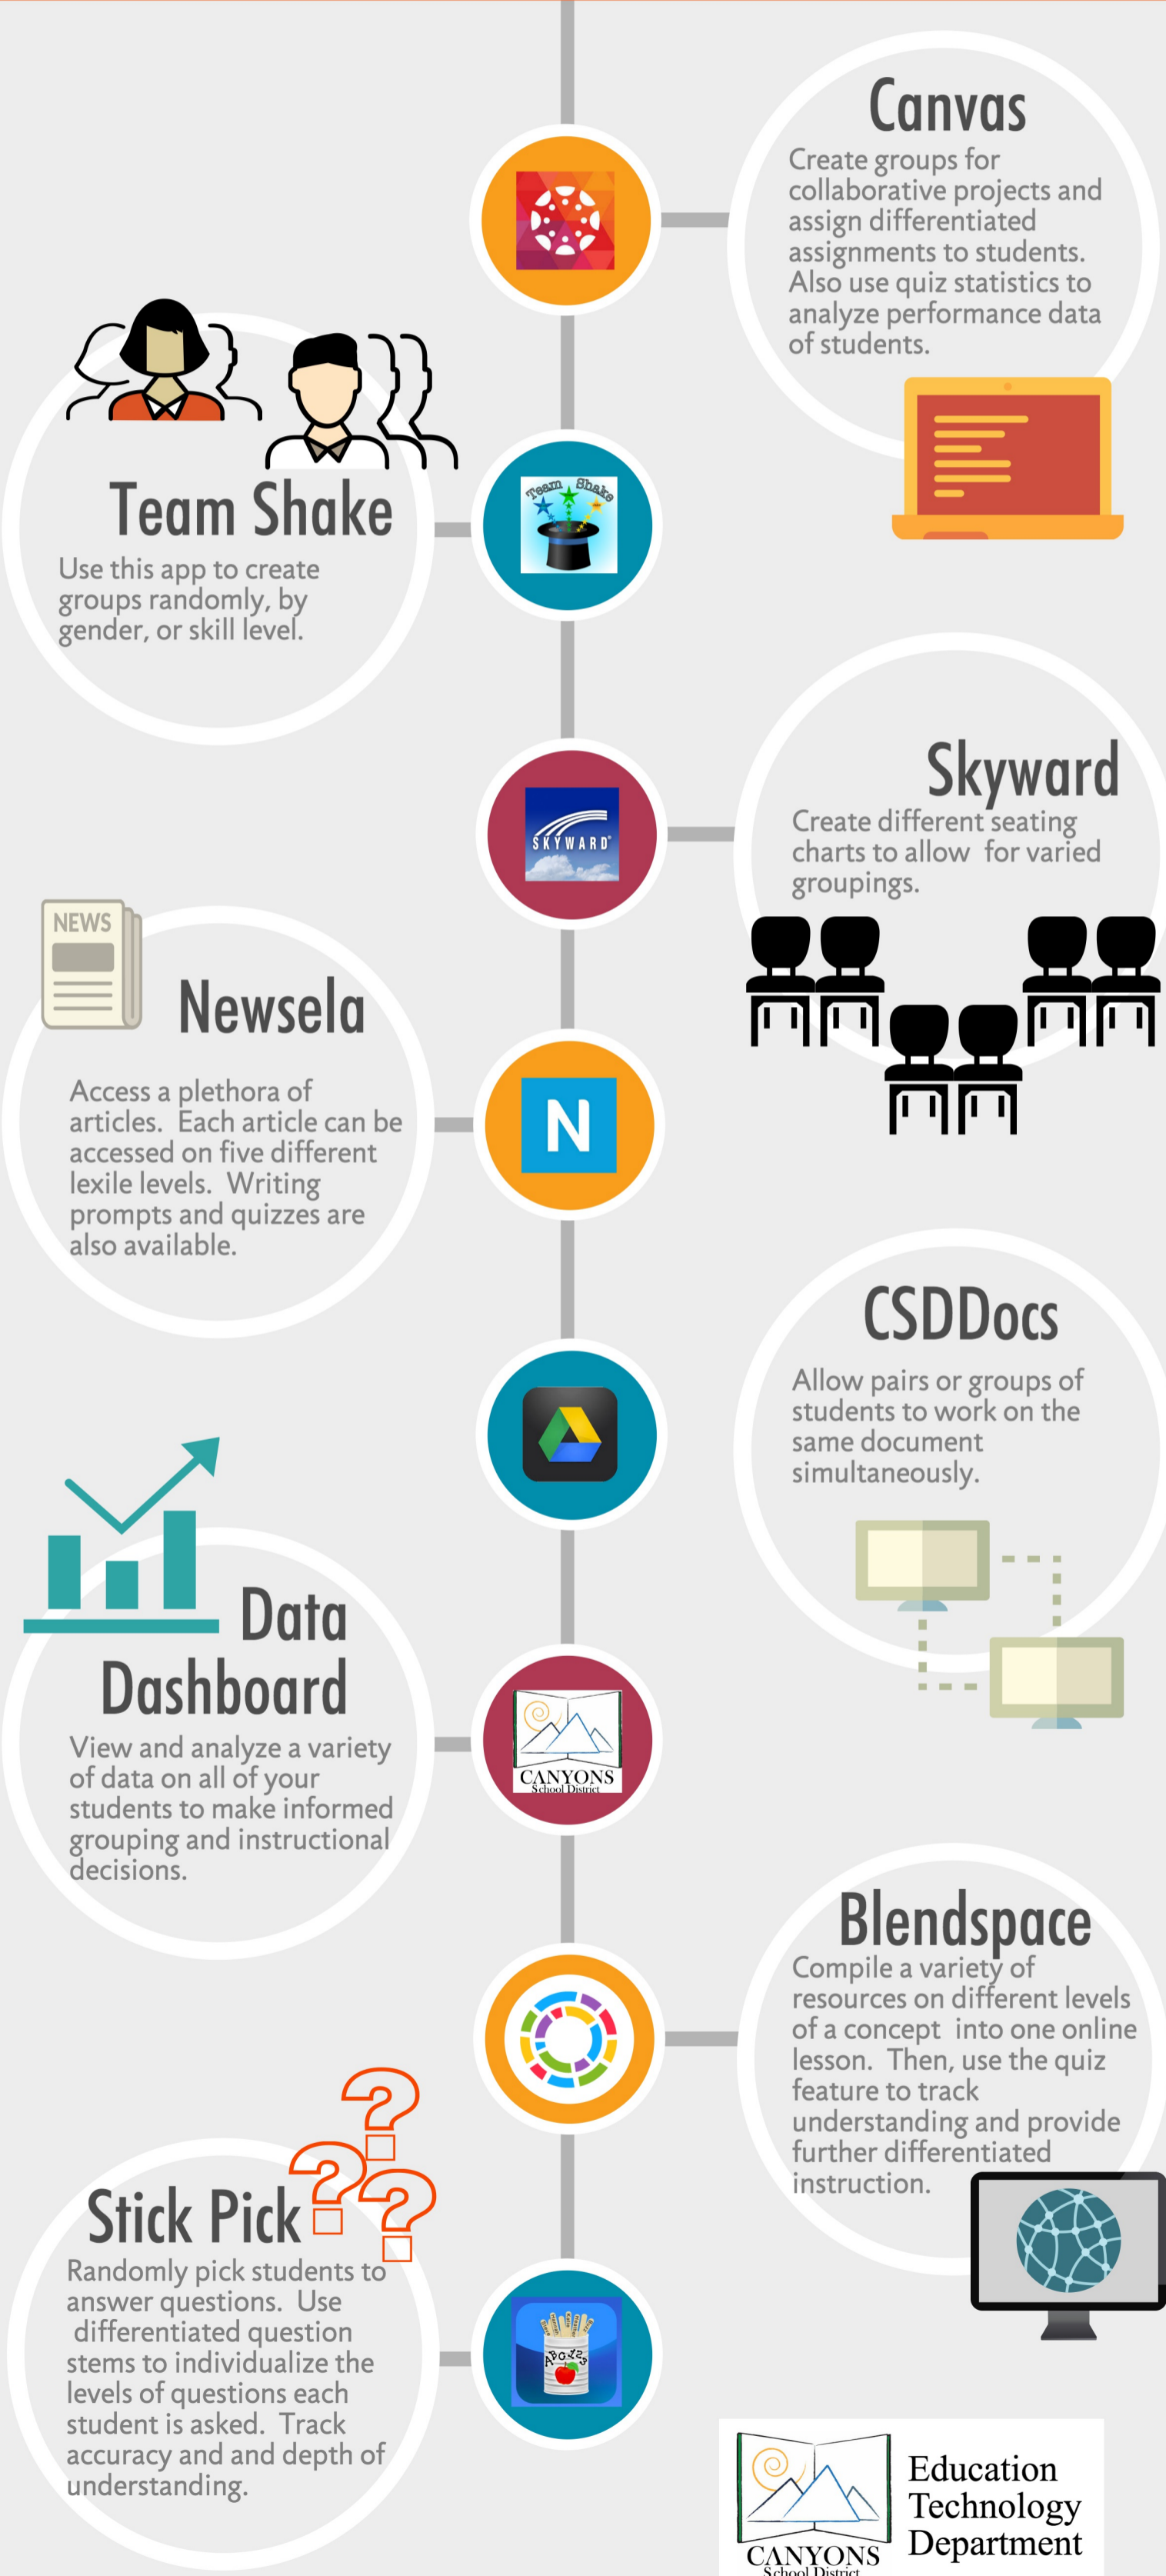 Canvas
Create groups for
collaborative projects and
assign differentiated
assignments to students.
Also use quiz statistics to
analyze performance data
of students.
Team Shake
Team Shake
Use this app to create
groups randomly, by
gender, or skill level.
Skyward
Create different seating
charts to allow for varied
groupings.
SKYWARD
NEWS
Newsela
Access a plethora of
articles. Each article can be
accessed on five different
lexile levels. Writing
prompts and quizzes are
also available.
N
CSDDocs
Allow pairs or groups of
students to work on the
same document
simultaneously.
Data
Dashboard
View and analyze a variety
of data on all of your
students to make informed
grouping and instructional
decisions.
CANYONS
School District
Blendspace
Compile a variety of
resources on different levels
of a concept into one online
lesson. Then, use the quiz
feature to track
understanding and provide
further differentiated
instruction.
? ? ?
Stick Pick
Randomly pick students to
answer questions. Use
differentiated question
stems to individualize the
levels of questions each
student is asked. Track
accuracy and and depth of
understanding.
Education
Technology
Department
CANYONS
School District